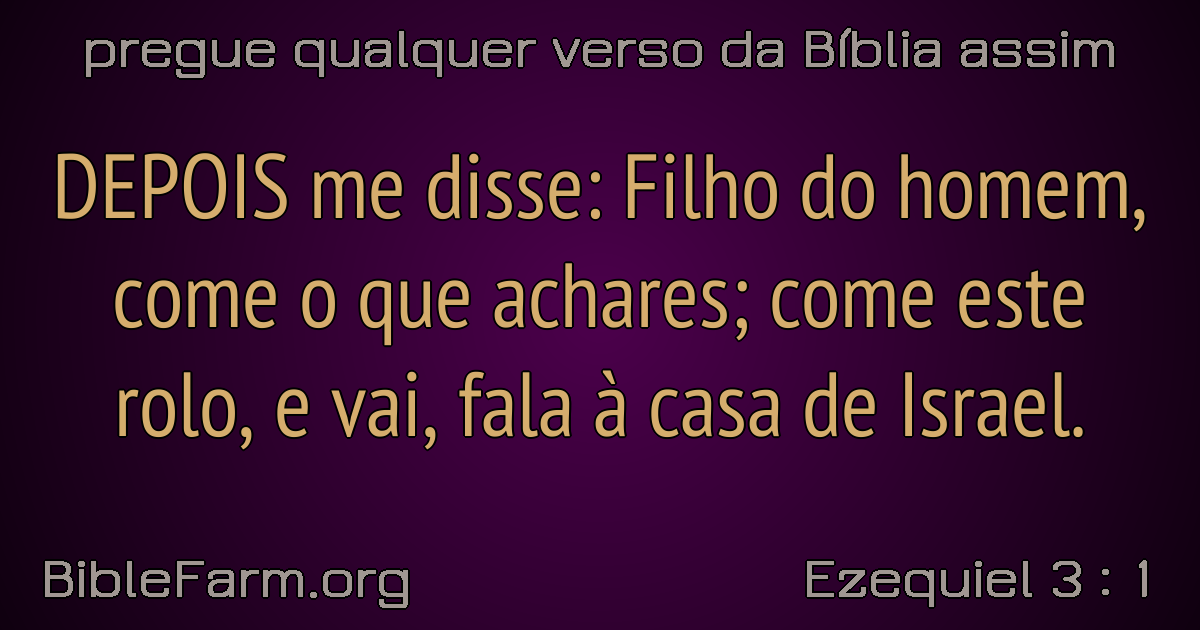 pregue qualquer verso da Bíblia assim
DEPOIS me disse: Filho do homem,
come o que achares; come este
rolo, e vai, fala à casa de Israel.
BibleFarm.org
Ezequiel 3 : 1